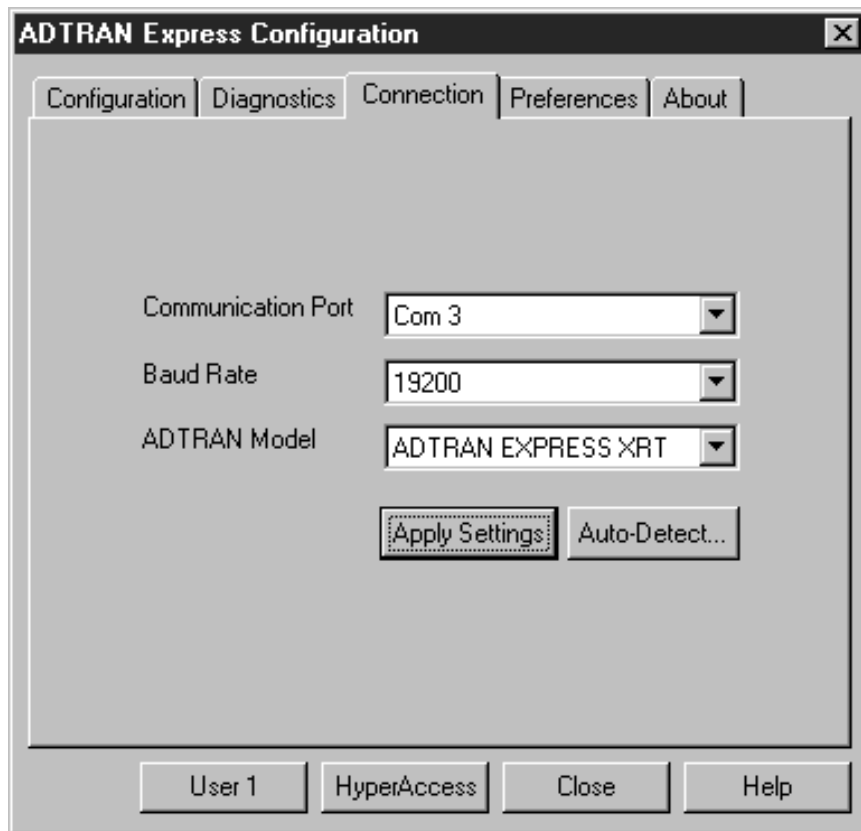 ADTRAN Express Configuration
Configuration Diagnostics Connection Preferences About
Communication Port Com 3
Baud Rate 19200
ADTRAN Model ADTRAN EXPRESS XRT
Apply Settings Auto-Detect...
User 1 HyperAccess Close Help